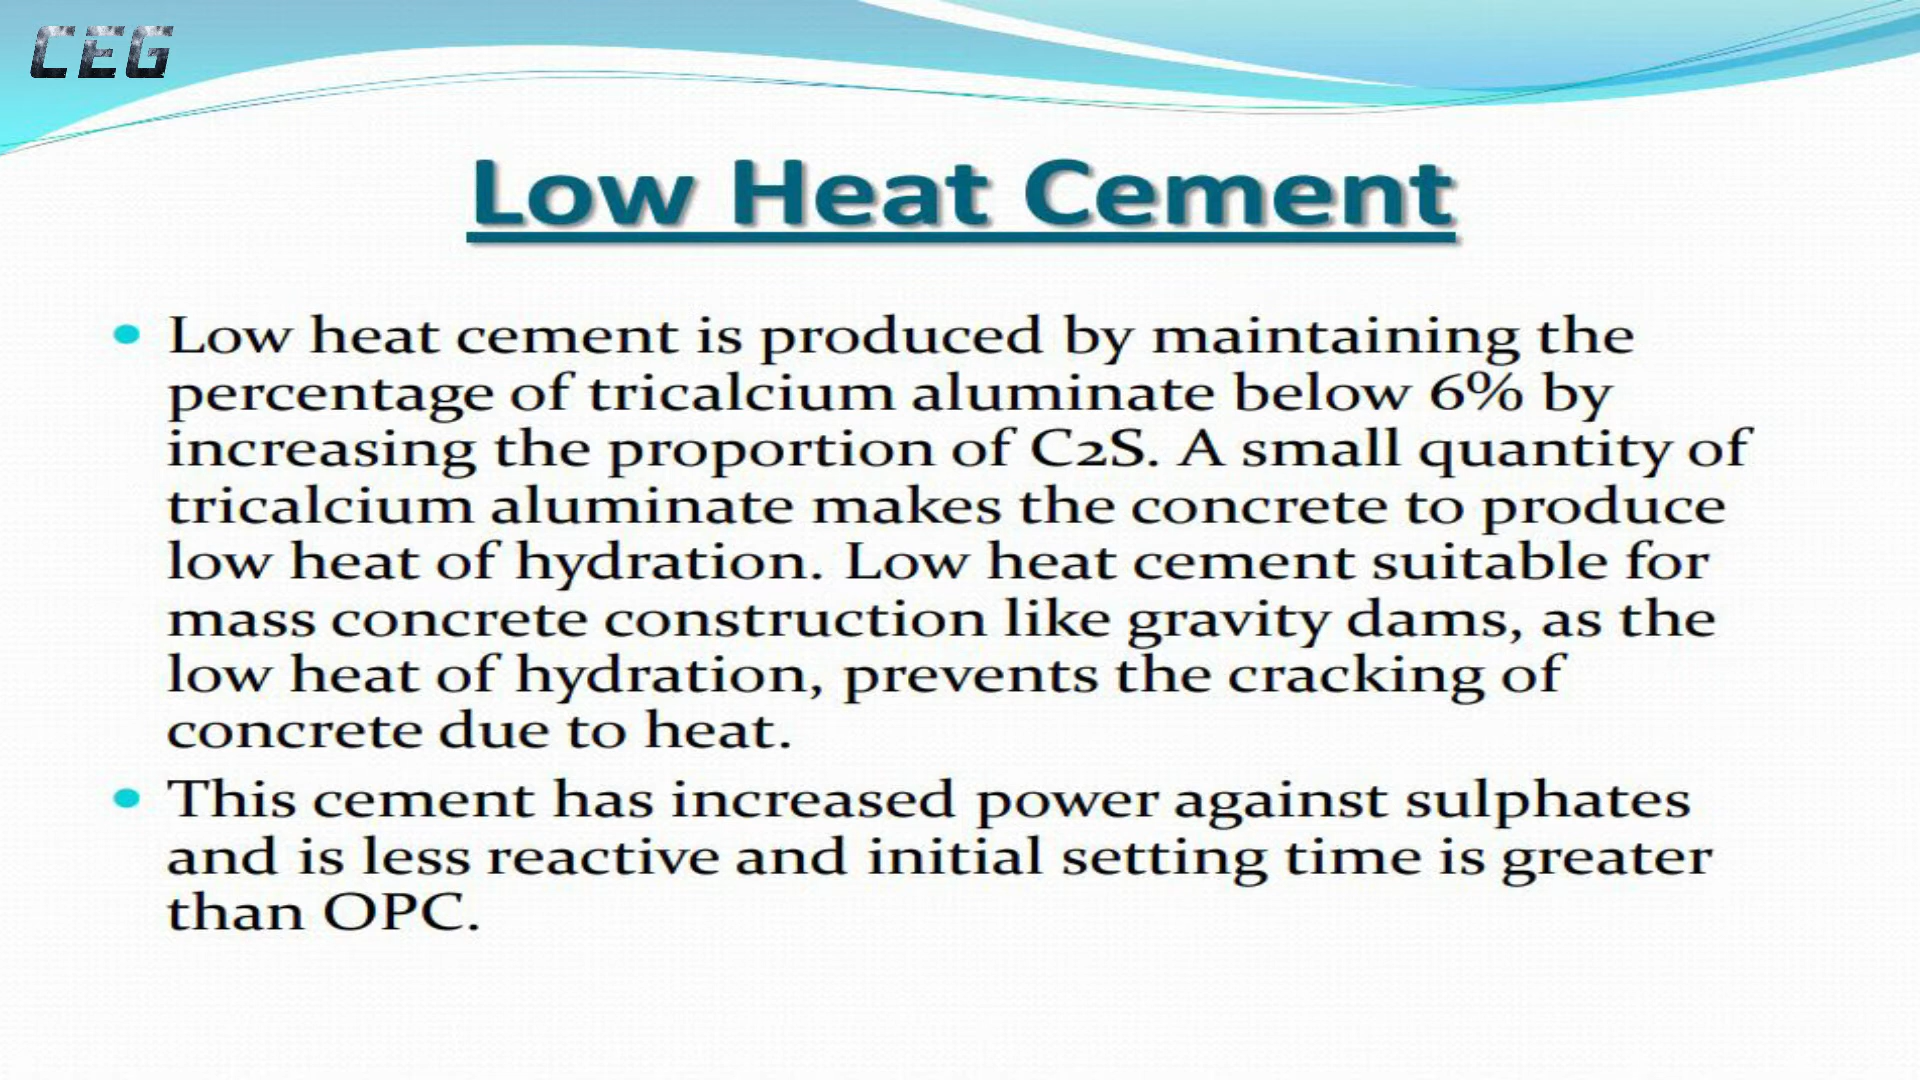 CEG
Low Heat Cement
• Low heat cement is produced by maintaining the
percentage of tricalcium aluminate below 6% by
increasing the proportion of C2S. A small quantity of
tricalcium aluminate makes the concrete to produce
low heat of hydration. Low heat cement suitable for
mass concrete construction like gravity dams, as the
low heat of hydration, prevents the cracking of
concrete due to heat.
• This cement has increased power against sulphates
and is less reactive and initial setting time is greater
than OPC.